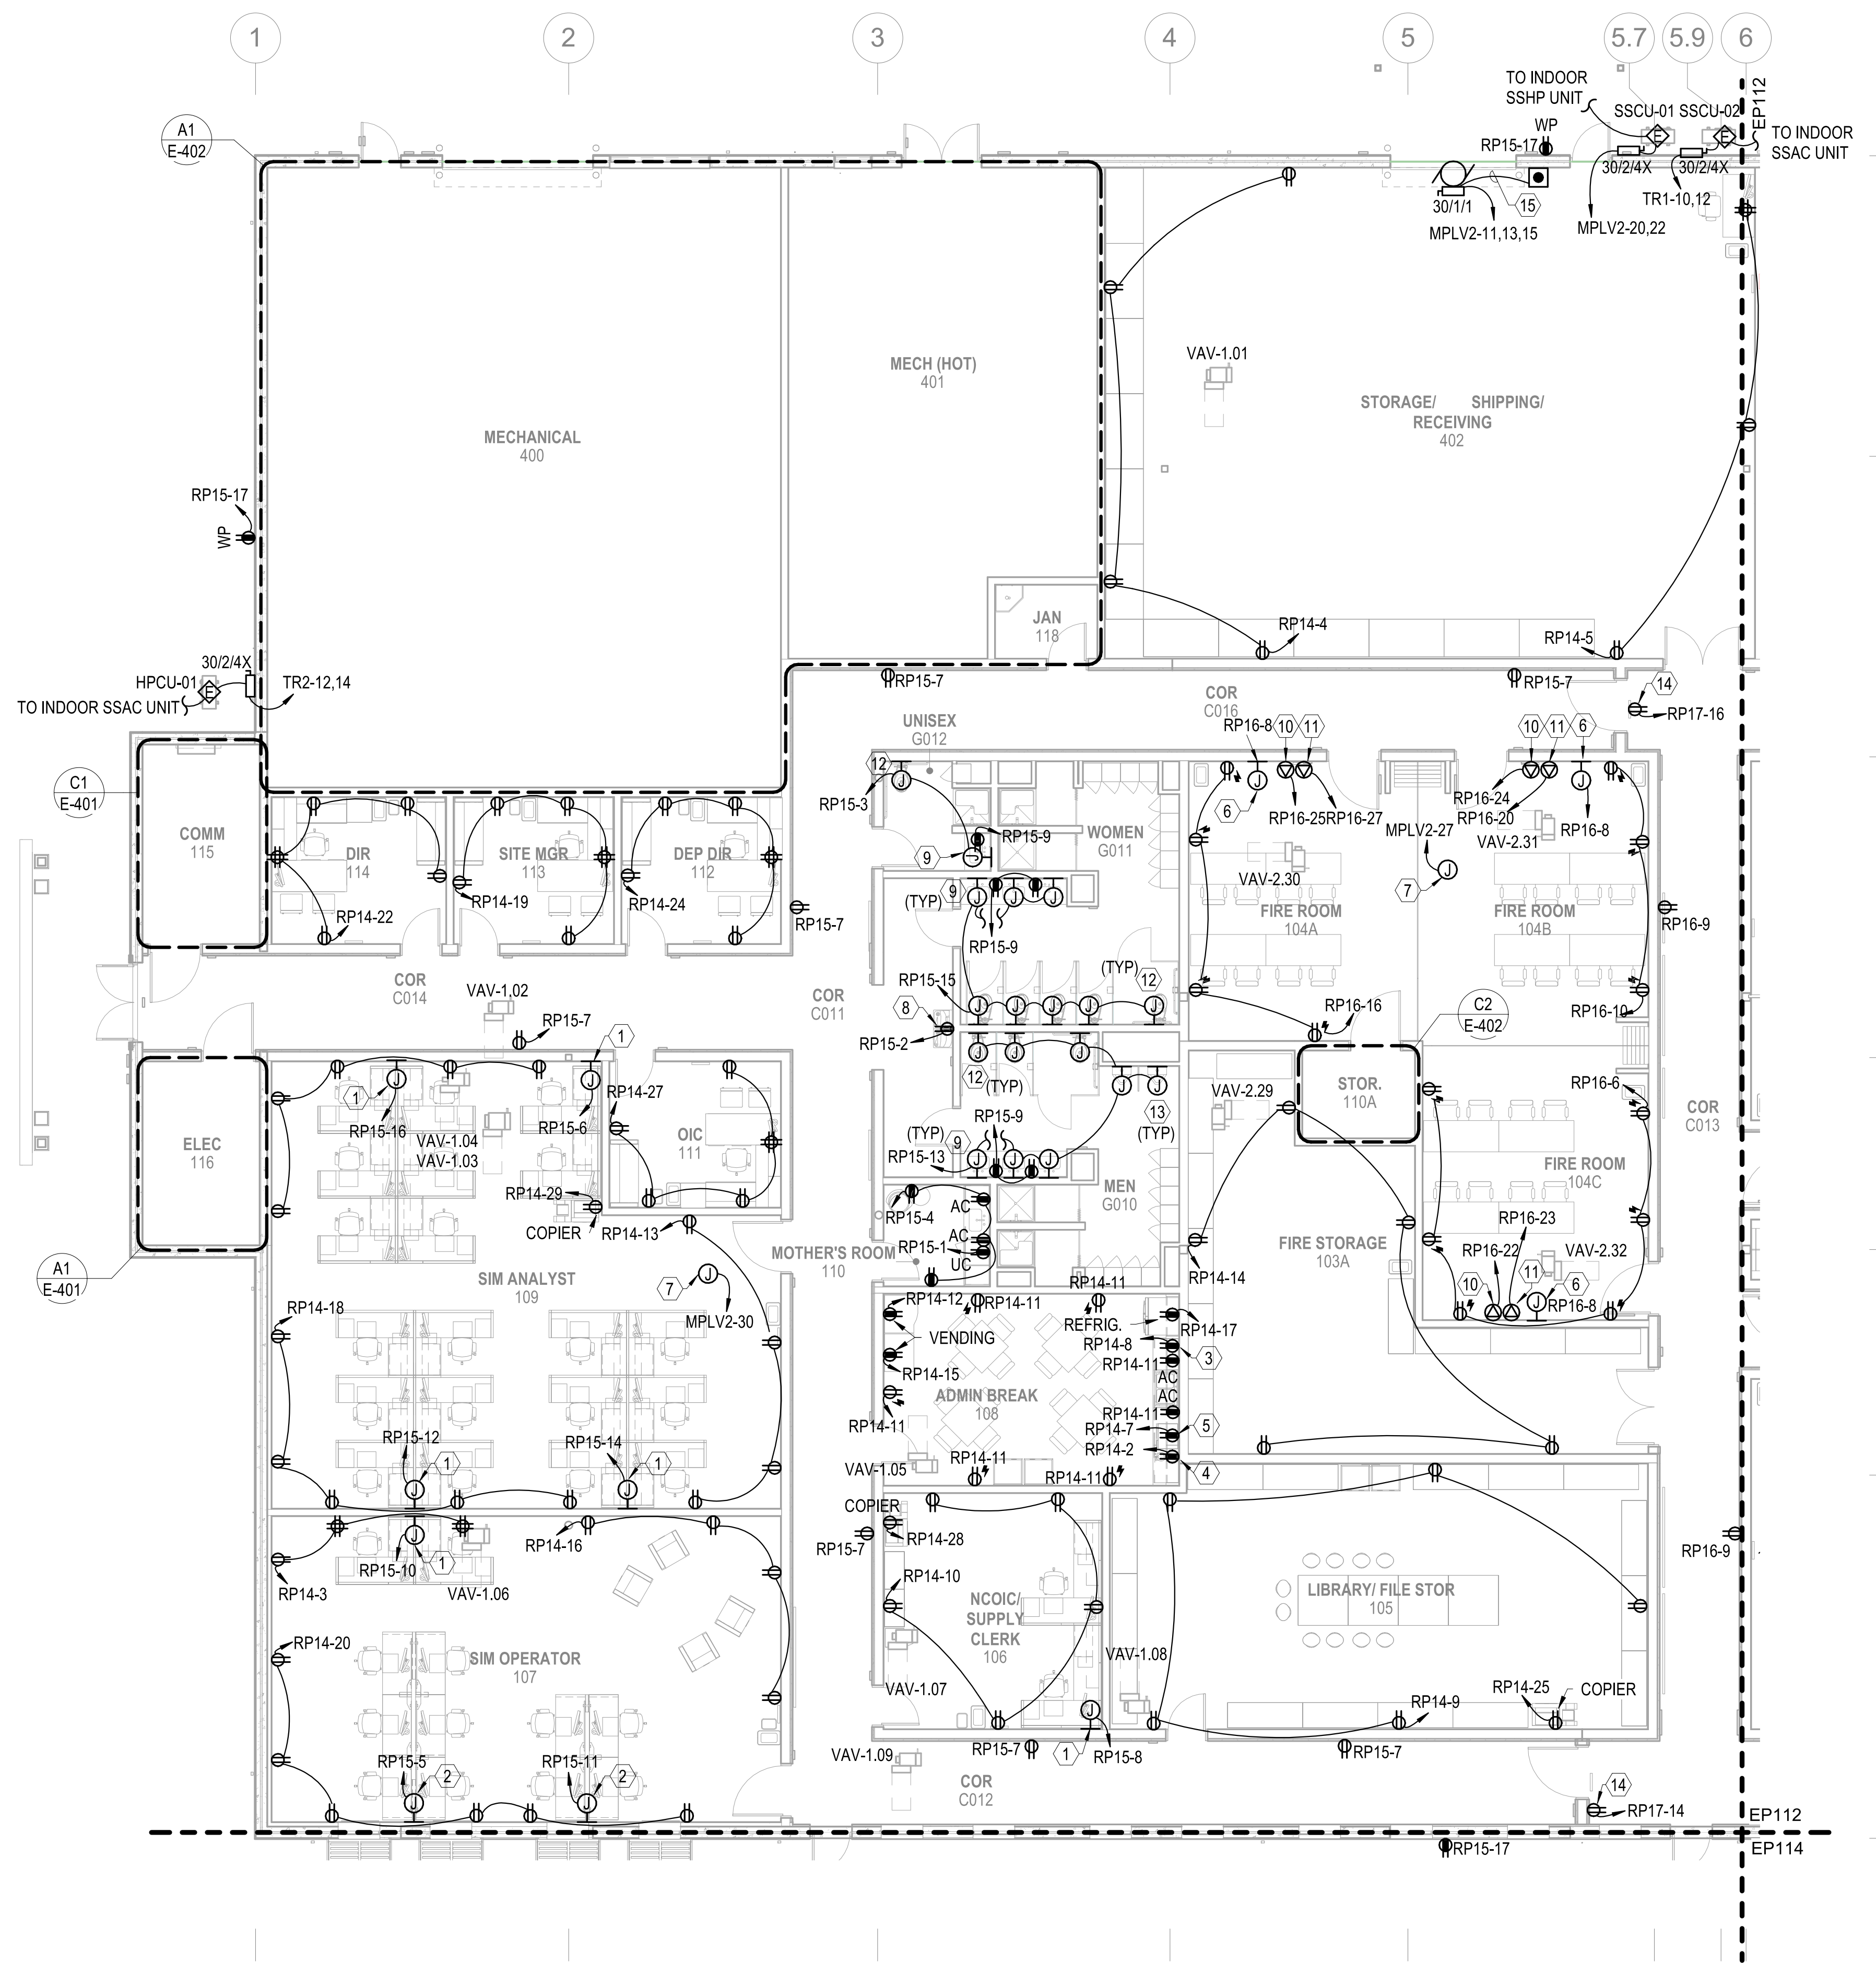 1
2
3
4
5
5.7
5.9
6
A1
E-402
TO INDOOR
SSHP UNIT
SSCU-01
SSCU-02
EP112
TO INDOOR
SSAC UNIT
WP
RP15-17
30/2/4X
30/2/4X
TR1-10,12
30/1/1
15
MPLV2-11,13,15
MPLV2-20,22
MECH (HOT)
401
VAV-1.01
STORAGE/ SHIPPING/
RECEIVING
402
MECHANICAL
400
RP15-17
WP
JAN
118
RP14-4
RP14-5
30/2/4X
HPCU-01
TO INDOOR SSAC UNIT
TR2-12,14
RP15-7
RP15-7
14
RP17-16
COR
C016
UNISEX
G012
RP16-8
10
11
10
11
6
C1
E-401
COMM
115
DIR
114
SITE MGR
113
DEP DIR
112
12
RP15-3
RP15-9
9
WOMEN
G011
6
RP16-25
RP16-27
MPLV2-27
RP16-24
RP16-20
VAV-2.31
RP16-8
7
VAV-2.30
RP14-22
RP14-19
RP14-24
RP15-7
9
(TYP)
RP15-9
FIRE ROOM
104A
FIRE ROOM
104B
RP16-9
COR
C014
VAV-1,02
RP15-7
1
COR
C011
RP15-15
8
RP15-2
(TYP)
12
RP16-16
C2
E-402
RP16-10
12
(TYP)
13
(TYP)
1
RP15-16
VAV-1.04
VAV-1.03
RP15-6
RP14-27
OIC
111
ELEC
116
RP15-9
(TYP)
9
RP15-13
VAV-2.29
STOR.
110A
RP16-6
COR
C013
FIRE ROOM
104C
RP14-29
COPIER
RP14-13
RP15-4
AC
AC
RP15-1
UC
MEN
G010
MOTHER'S ROOM
110
FIRE STORAGE
103A
RP14-14
RP16-23
RP16-22
VAV-2.32
10
11
6
RP16-8
A1
E-401
SIM ANALYST
109
7
MPLV2-30
RP14-18
RP14-12
RP14-11
RP14-11
REFRIG.
RP14-17
VENDING
RP14-8
3
RP14-15
RP14-11
AC
AC
ADMIN BREAK
108
RP14-11
RP14-11
RP14-7
5
RP14-2
4
RP14-11
RP14-11
VAV-1.05
RP15-12
1
RP15-14
1
COPIER
RP14-28
RP15-7
RP14-16
RP15-10
1
RP14-3
VAV-1.06
RP14-10
NCOIC/
SUPPLY
CLERK
106
LIBRARY/ FILE STOR
105
RP16-9
RP14-20
SIM OPERATOR
107
VAV-1.07
VAV-1.08
RP14-9
RP14-25
COPIER
RP15-5
2
RP15-11
2
VAV-1.09
RP15-7
1
RP15-8
RP15-7
COR
C012
14
RP17-14
EP112
EP114
RP15-17